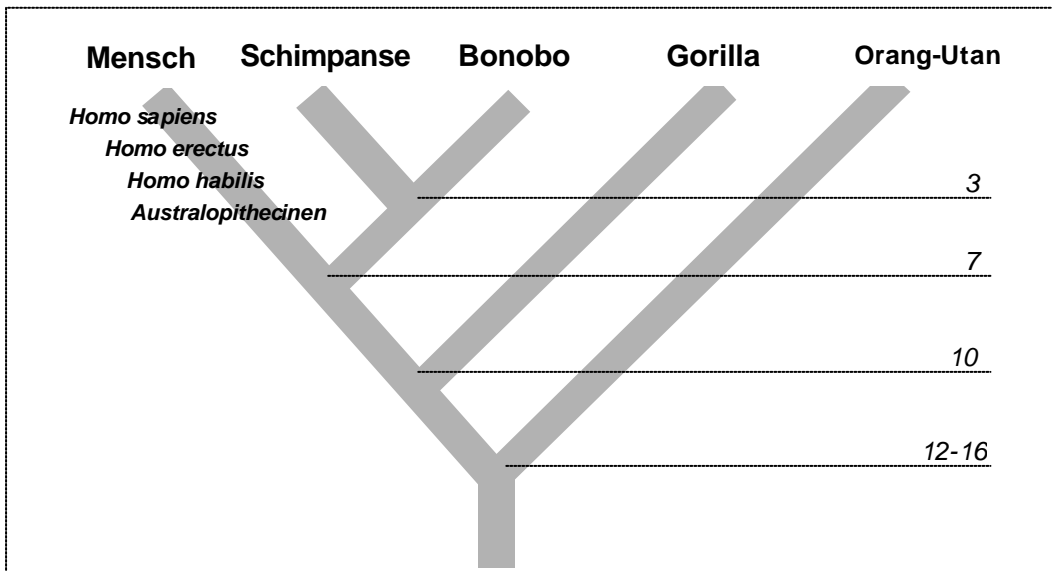 Mensch Schimpanse Bonobo Gorilla Orang-Utan
Homo sapiens
Homo erectus
Homo habilis
Australopithecinen
3
7
10
12-16